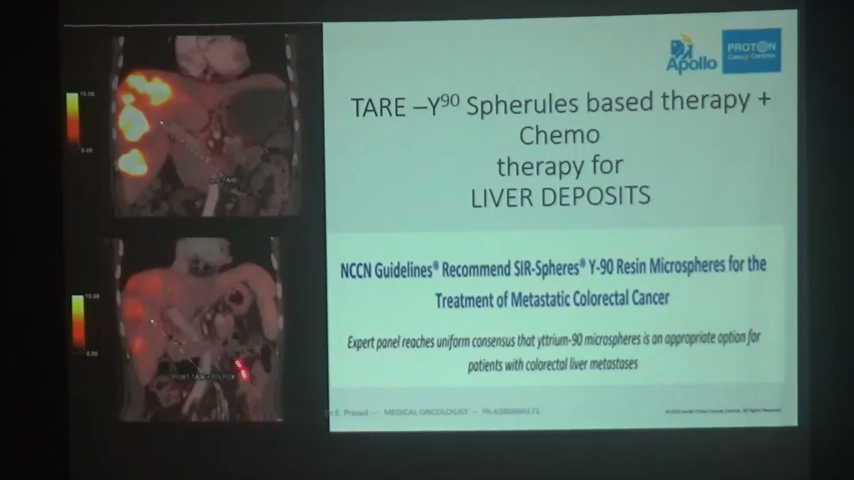 Apollo
PROTON
Cancer Centre
TARE –Y90 Spherules based therapy +
Chemo
therapy for
LIVER DEPOSITS
NCCN Guidelines® Recommend SIR-Spheres® Y-90 Resin Microspheres for the
Treatment of Metastatic Colorectal Cancer
Expert panel reaches uniform consensus that yttrium-90 microspheres is an appropriate option for
patients with colorectal liver metastases
E. Prasad — MEDICAL ONCOLOGIST –